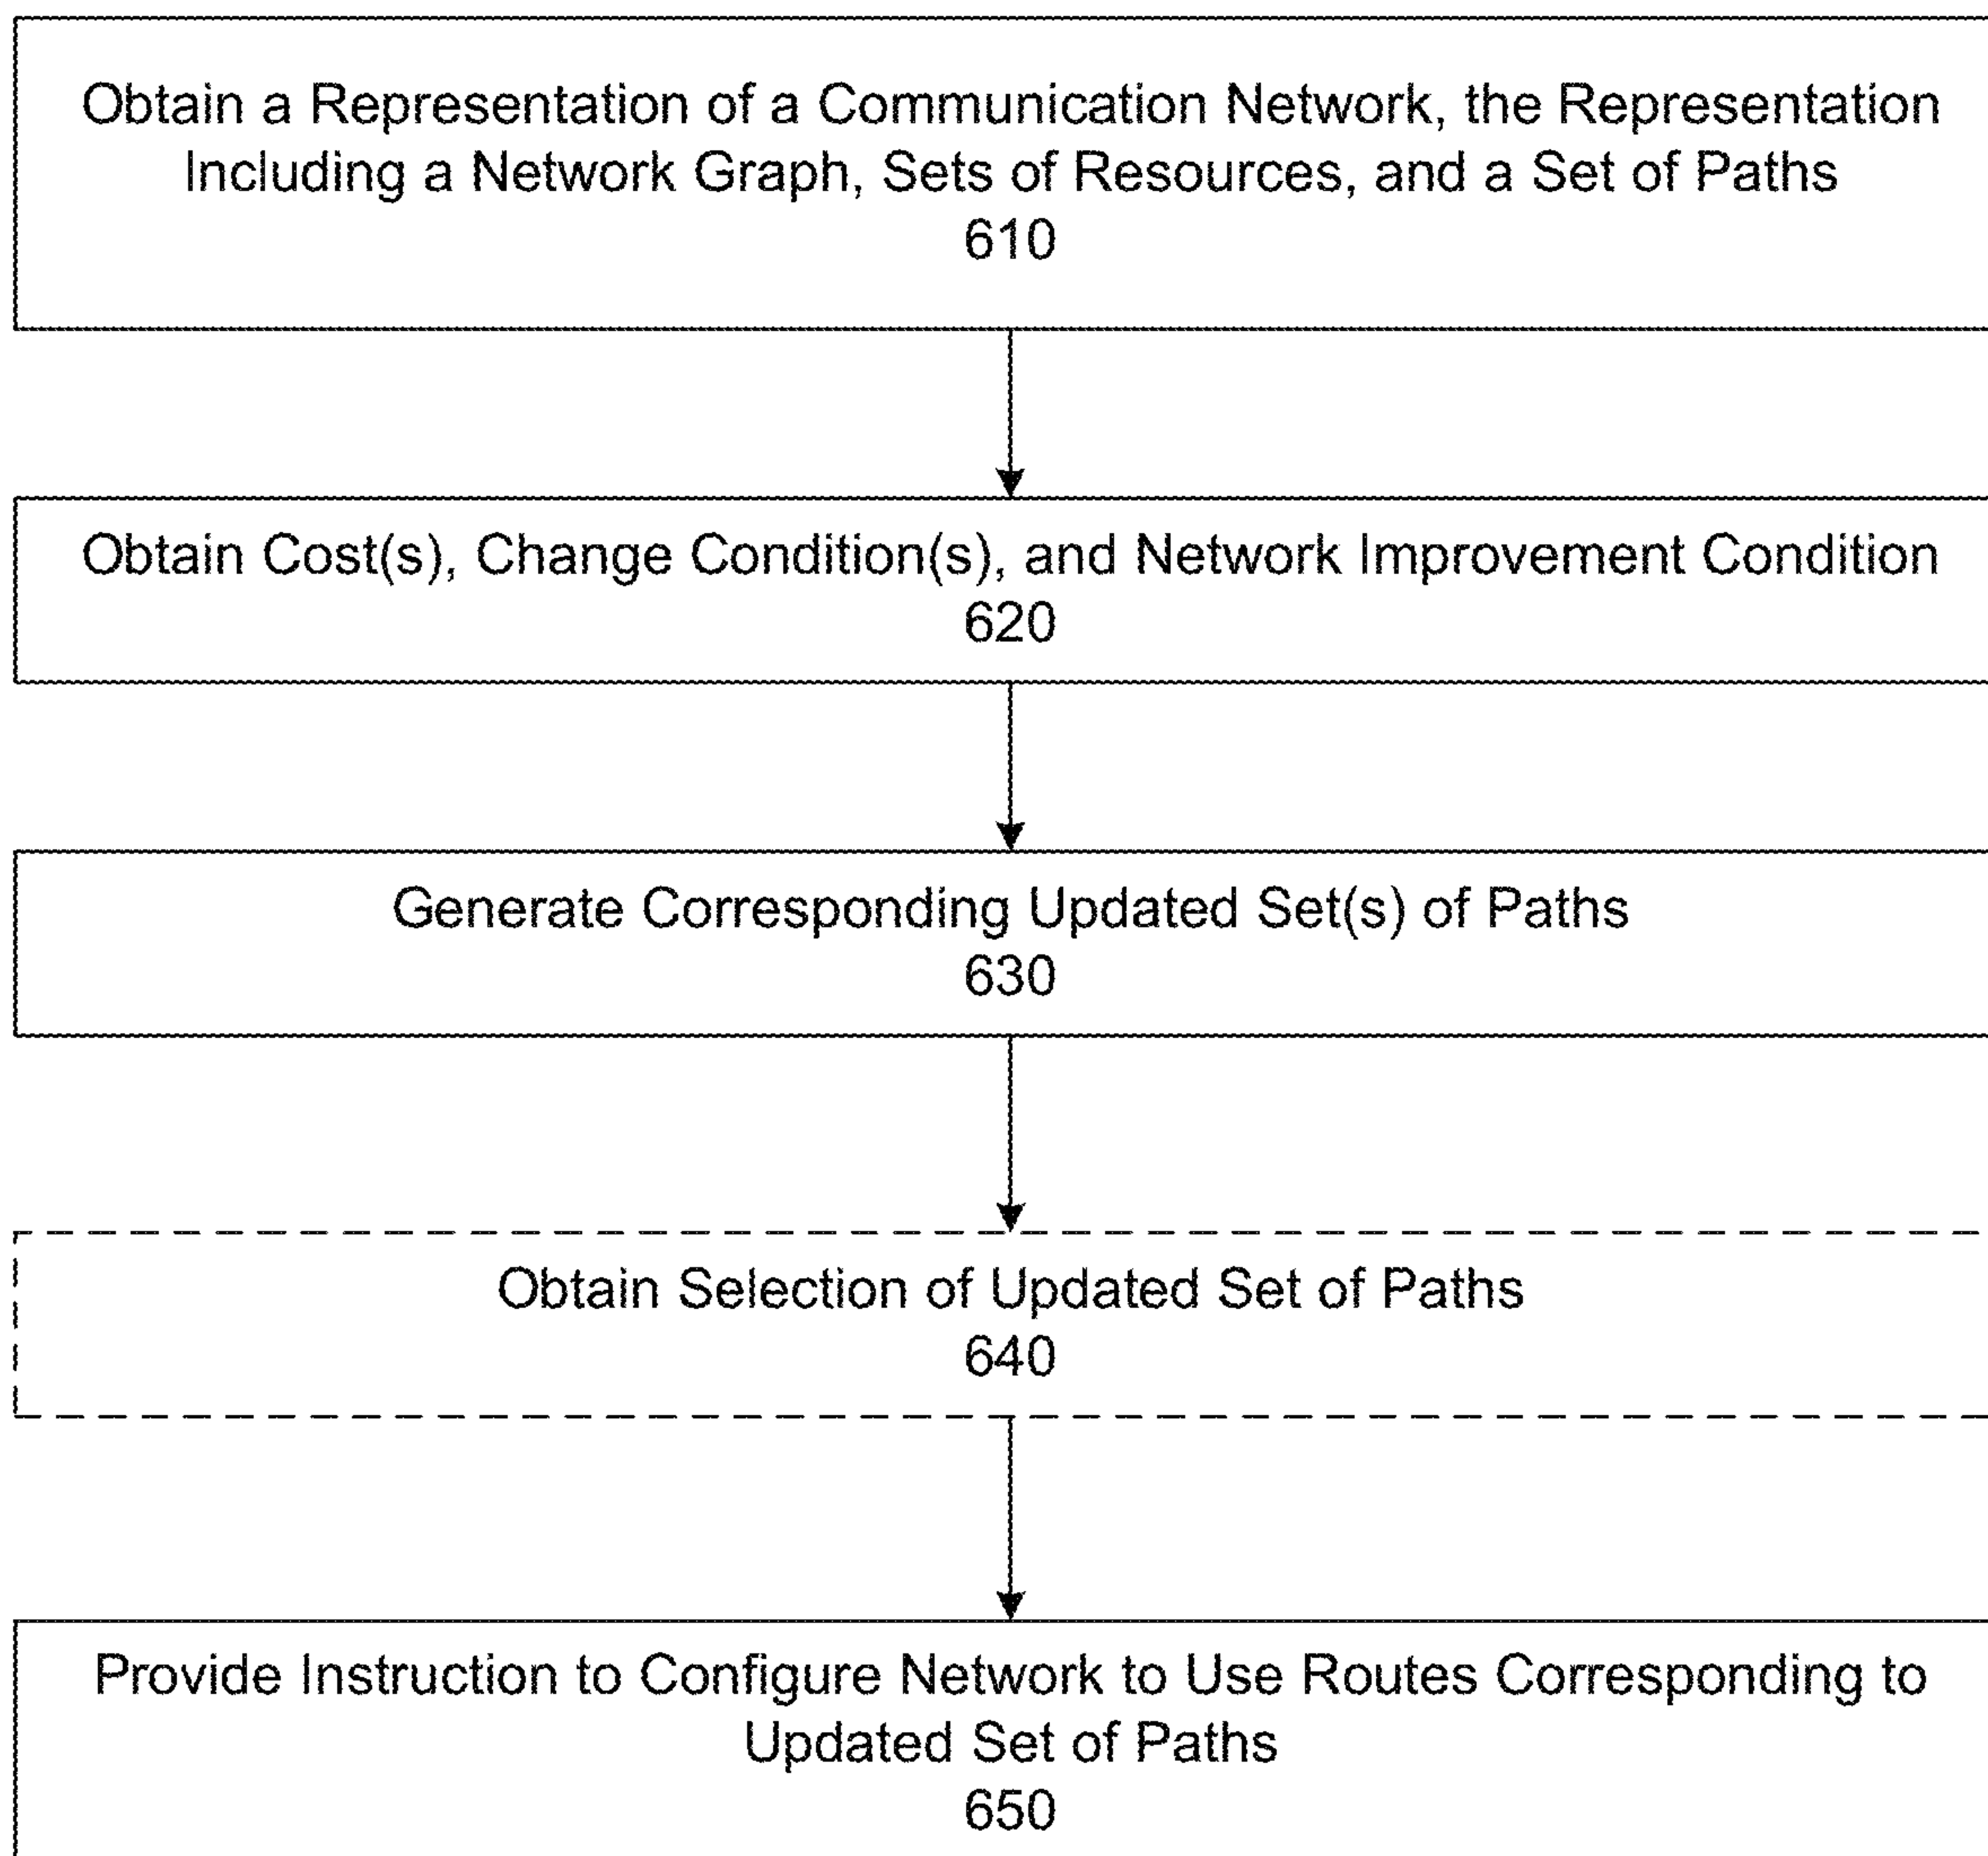 Obtain a Representation of a Communication Network, the Representation
Including a Network Graph, Sets of Resources, and a Set of Paths
610
Obtain Cost(s), Change Condition(s), and Network Improvement Condition
620
Generate Corresponding Updated Set(s) of Paths
630
Obtain Selection of Updated Set of Paths
640
Provide Instruction to Configure Network to Use Routes Corresponding to
Updated Set of Paths
650